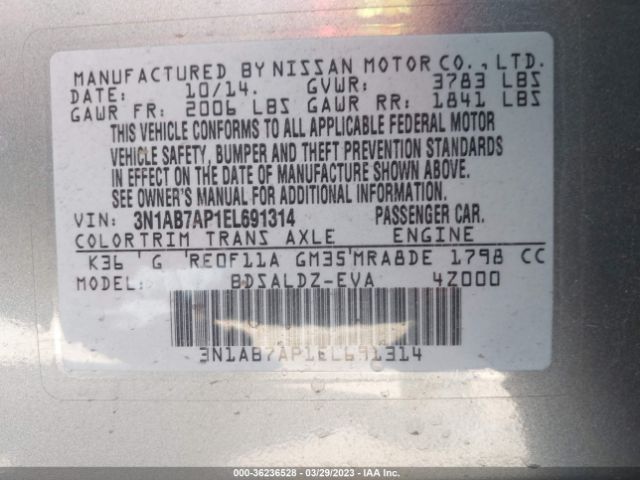 MANUFACTURED BY NISSAN MOTOR CO., LTD.
DATE: 10/14. GVWR: 3783 LBS
GAWR FR: 2006 LBS GAWR RR: 1841 LBS
THIS VEHICLE CONFORMS TO ALL APPLICABLE FEDERAL MOTOR
VEHICLE SAFETY, BUMPER AND THEFT PREVENTION STANDARDS
IN EFFECT ON THE DATE OF MANUFACTURE SHOWN ABOVE.
SEE OWNER'S MANUAL FOR ADDITIONAL INFORMATION.
VIN: 3N1AB7AP1EL691314 PASSENGER CAR.
COLORTRIM TRANS AXLE ENGINE
K36 'G 'RE0F11A GM35'MRA8DE 1798 CC
MODEL: BDSALDZ-EVA 4Z000
3N1AB7AP1EL691314
000-36236528 - 03/29/2023 - IAA Inc.